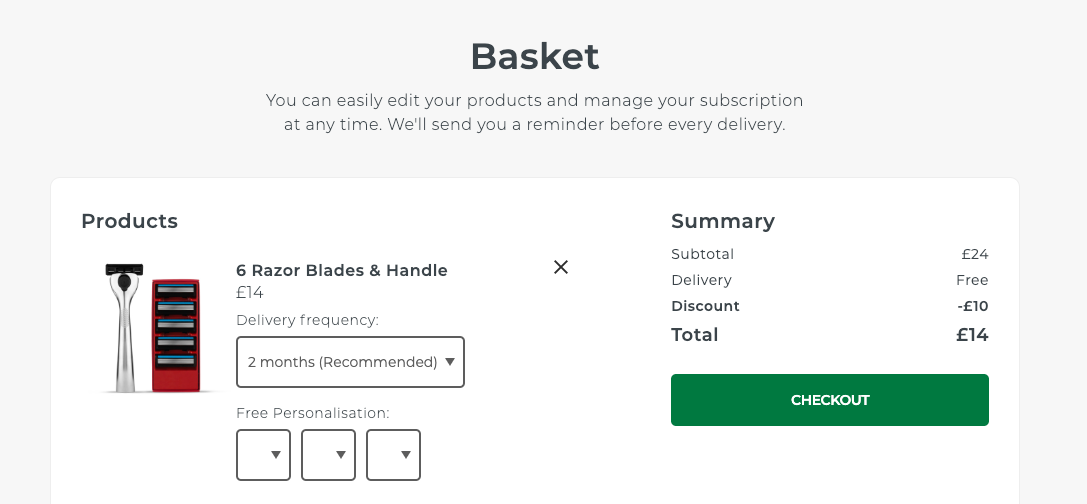 Basket
You can easily edit your products and manage your subscription
at any time. We'll send you a reminder before every delivery.
Products
6 Razor Blades & Handle
£14
Delivery frequency:
2 months (Recommended)
Free Personalisation:
Summary
Subtotal £24
Delivery Free
Discount -£10
Total £14
CHECKOUT